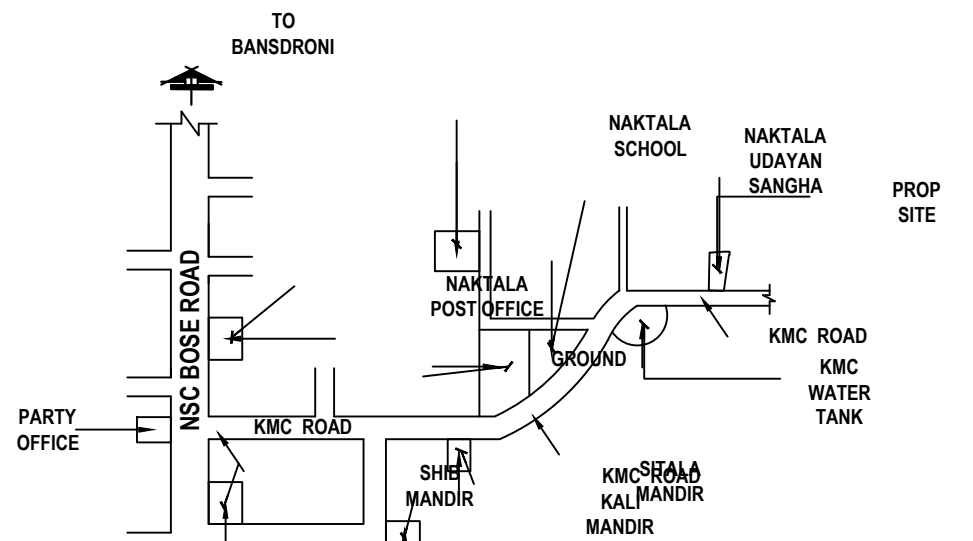 TO
BANSDRONI
NAKTALA
SCHOOL
NAKTALA
UDAYAN
SANGHA
PROP
SITE
NSC BOSE ROAD
NAKTALA
POST OFFICE
KMC ROAD
GROUND
KMC
WATER
TANK
PARTY
OFFICE
KMC ROAD
SHIB
MANDIR
SITALA
MANDIR
KMC ROAD
KALI
MANDIR